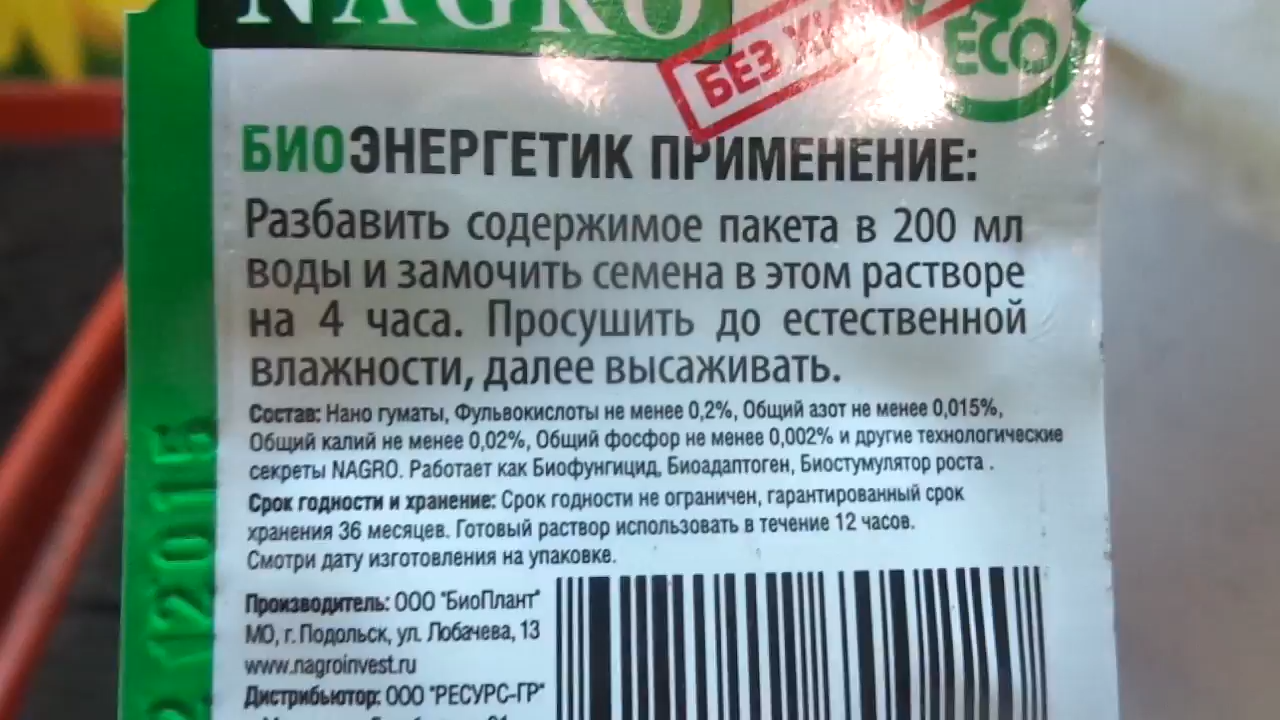 NAGRO
БЕЗ
ECO
БИОЭНЕРГЕТИК ПРИМЕНЕНИЕ:
Разбавить содержимое пакета в 200 мл
воды и замочить семена в этом растворе
на 4 часа. Просушить до естественной
влажности, далее высаживать.
Состав: Нано гуматы, Фульвокислоты не менее 0,2%, Общий азот не менее 0,015%,
Общий калий не менее 0,02%, Общий фосфор не менее 0,002% и другие технологические
секреты NAGRO. Работает как Биофунгицид, Биоадаптоген, Биостумулятор роста .
Срок годности и хранение: Срок годности не ограничен, гарантированный срок
хранения 36 месяцев. Готовый раствор использовать в течение 12 часов.
Смотри дату изготовления на упаковке.
Производитель: ООО "БиоПлант"
МО, г. Подольск, ул. Лобачева, 13
www.nagroinvest.ru
Дистрибьютор: ООО "РЕСУРС-ГР"